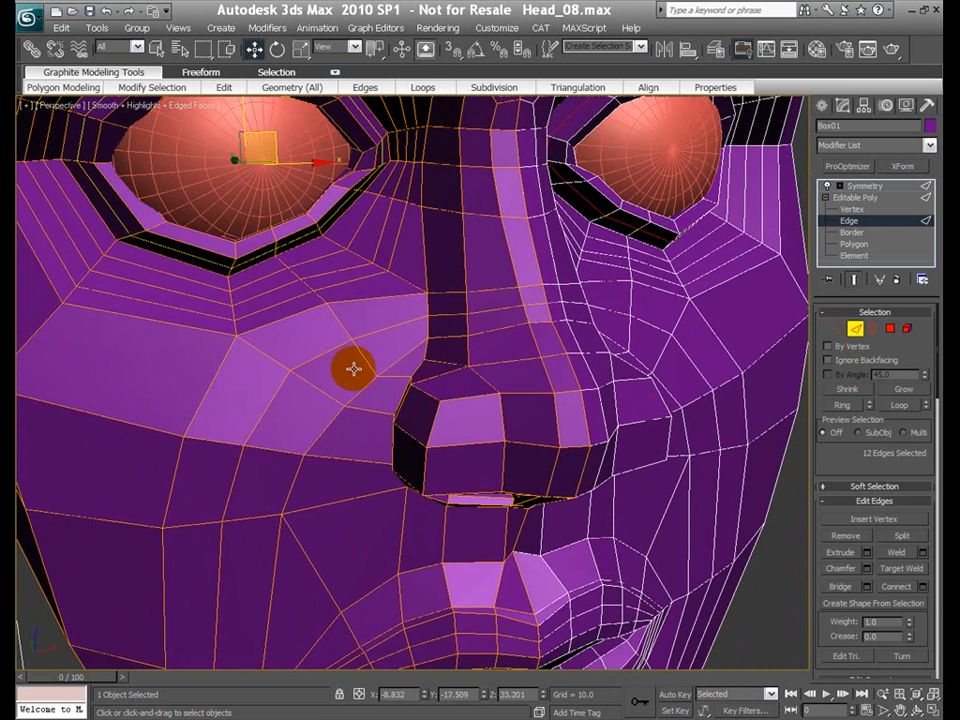 Autodesk 3ds Max 2010 SP1 - Not for Resale Head_08.max
Type a keyword or phrase
Edit Tools Group Views Create Modifiers Animation Graph Editors Rendering Customize CAT MAXScript Help
All View Create Selection Se
Graphite Modeling Tools Freeform Selection
Polygon Modeling Modify Selection Edit Geometry (All) Edges Loops Subdivision Triangulation Align Properties
[ + ] [ Perspective ] [ Smooth + Highlights + Edged Faces ]
x
Box01
Modifier List
ProOptimizer XForm
Symmetry
Editable Poly
Vertex
Edge
Border
Polygon
Element
- Selection
By Vertex
Ignore Backfacing
By Angle: 45.0
Shrink Grow
Ring Loop
Preview Selection
Off SubObj Multi
12 Edges Selected
+ Soft Selection
- Edit Edges
Insert Vertex
Remove Split
Extrude Weld
Chamfer Target Weld
Bridge Connect
Create Shape From Selection
Weight: 1.0
Crease: 0.0
Edit Tri. Turn
0 / 100
1 Object Selected X: -8.832 Y: -17.509 Z: 33.201 Grid = 10.0 Auto Key Selected
Welcome to M Click or click-and-drag to select objects Add Time Tag Set Key Key Filters... 0